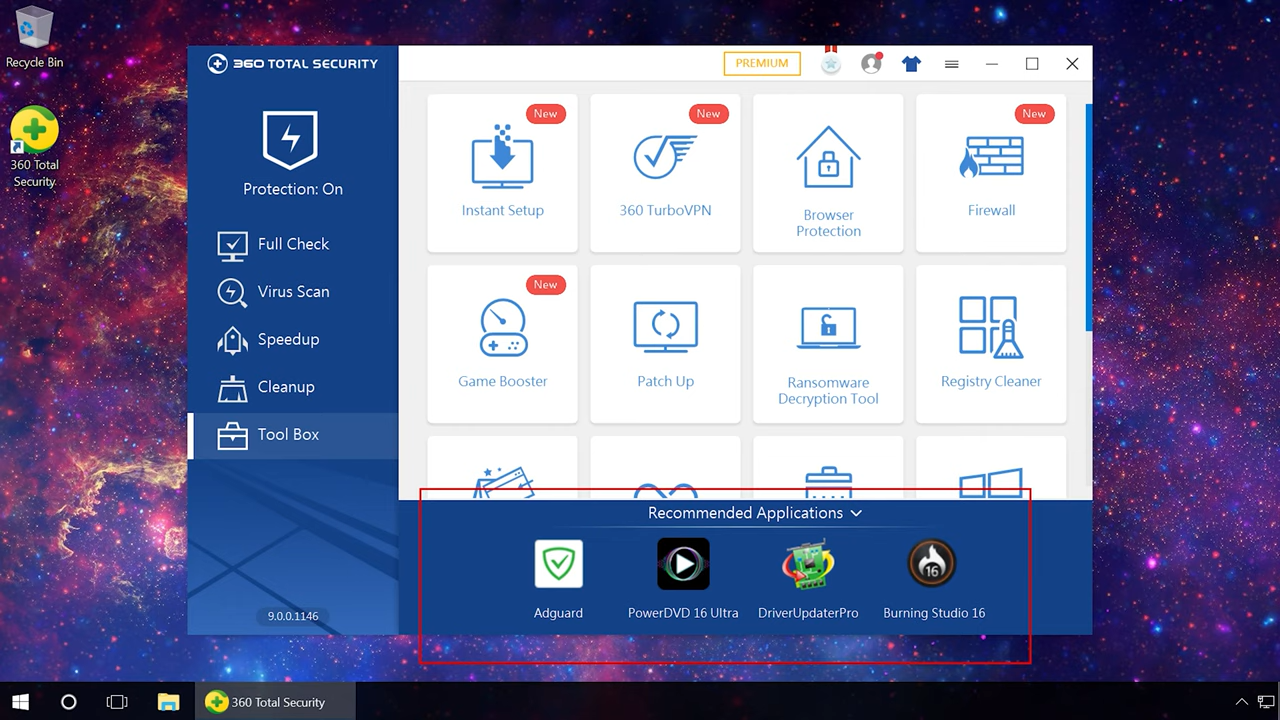 Recycle Bin
360 Total
Security
360 TOTAL SECURITY
PREMIUM
Protection: On
Full Check
Virus Scan
Speedup
Cleanup
Tool Box
9.0.0.1146
New
Instant Setup
New
360 TurboVPN
Browser
Protection
New
Firewall
New
Game Booster
Patch Up
Ransomware
Decryption Tool
Registry Cleaner
Recommended Applications
Adguard
PowerDVD 16 Ultra
DriverUpdaterPro
16
Burning Studio 16
360 Total Security